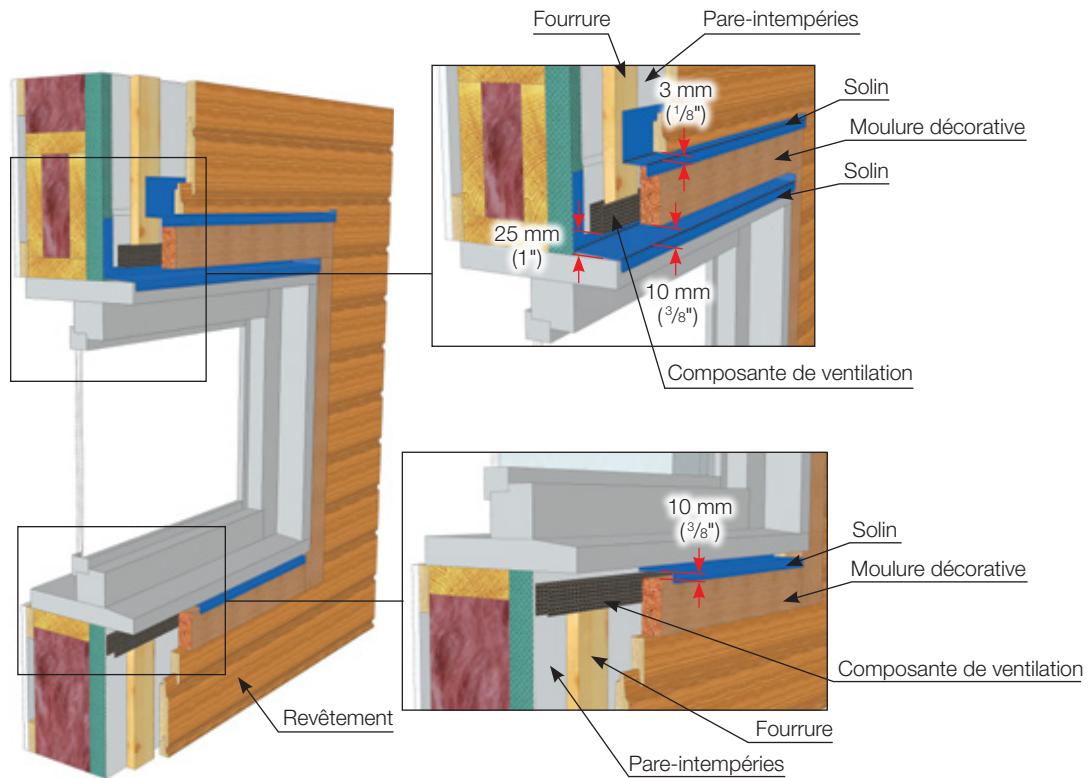 Fourrure
Pare-intempéries
3 mm
(1/8")
Solin
Moulure décorative
Solin
25 mm
(1")
10 mm
(3/8")
Composante de ventilation
10 mm
(3/8")
Solin
Moulure décorative
Composante de ventilation
Revêtement
Fourrure
Pare-intempéries